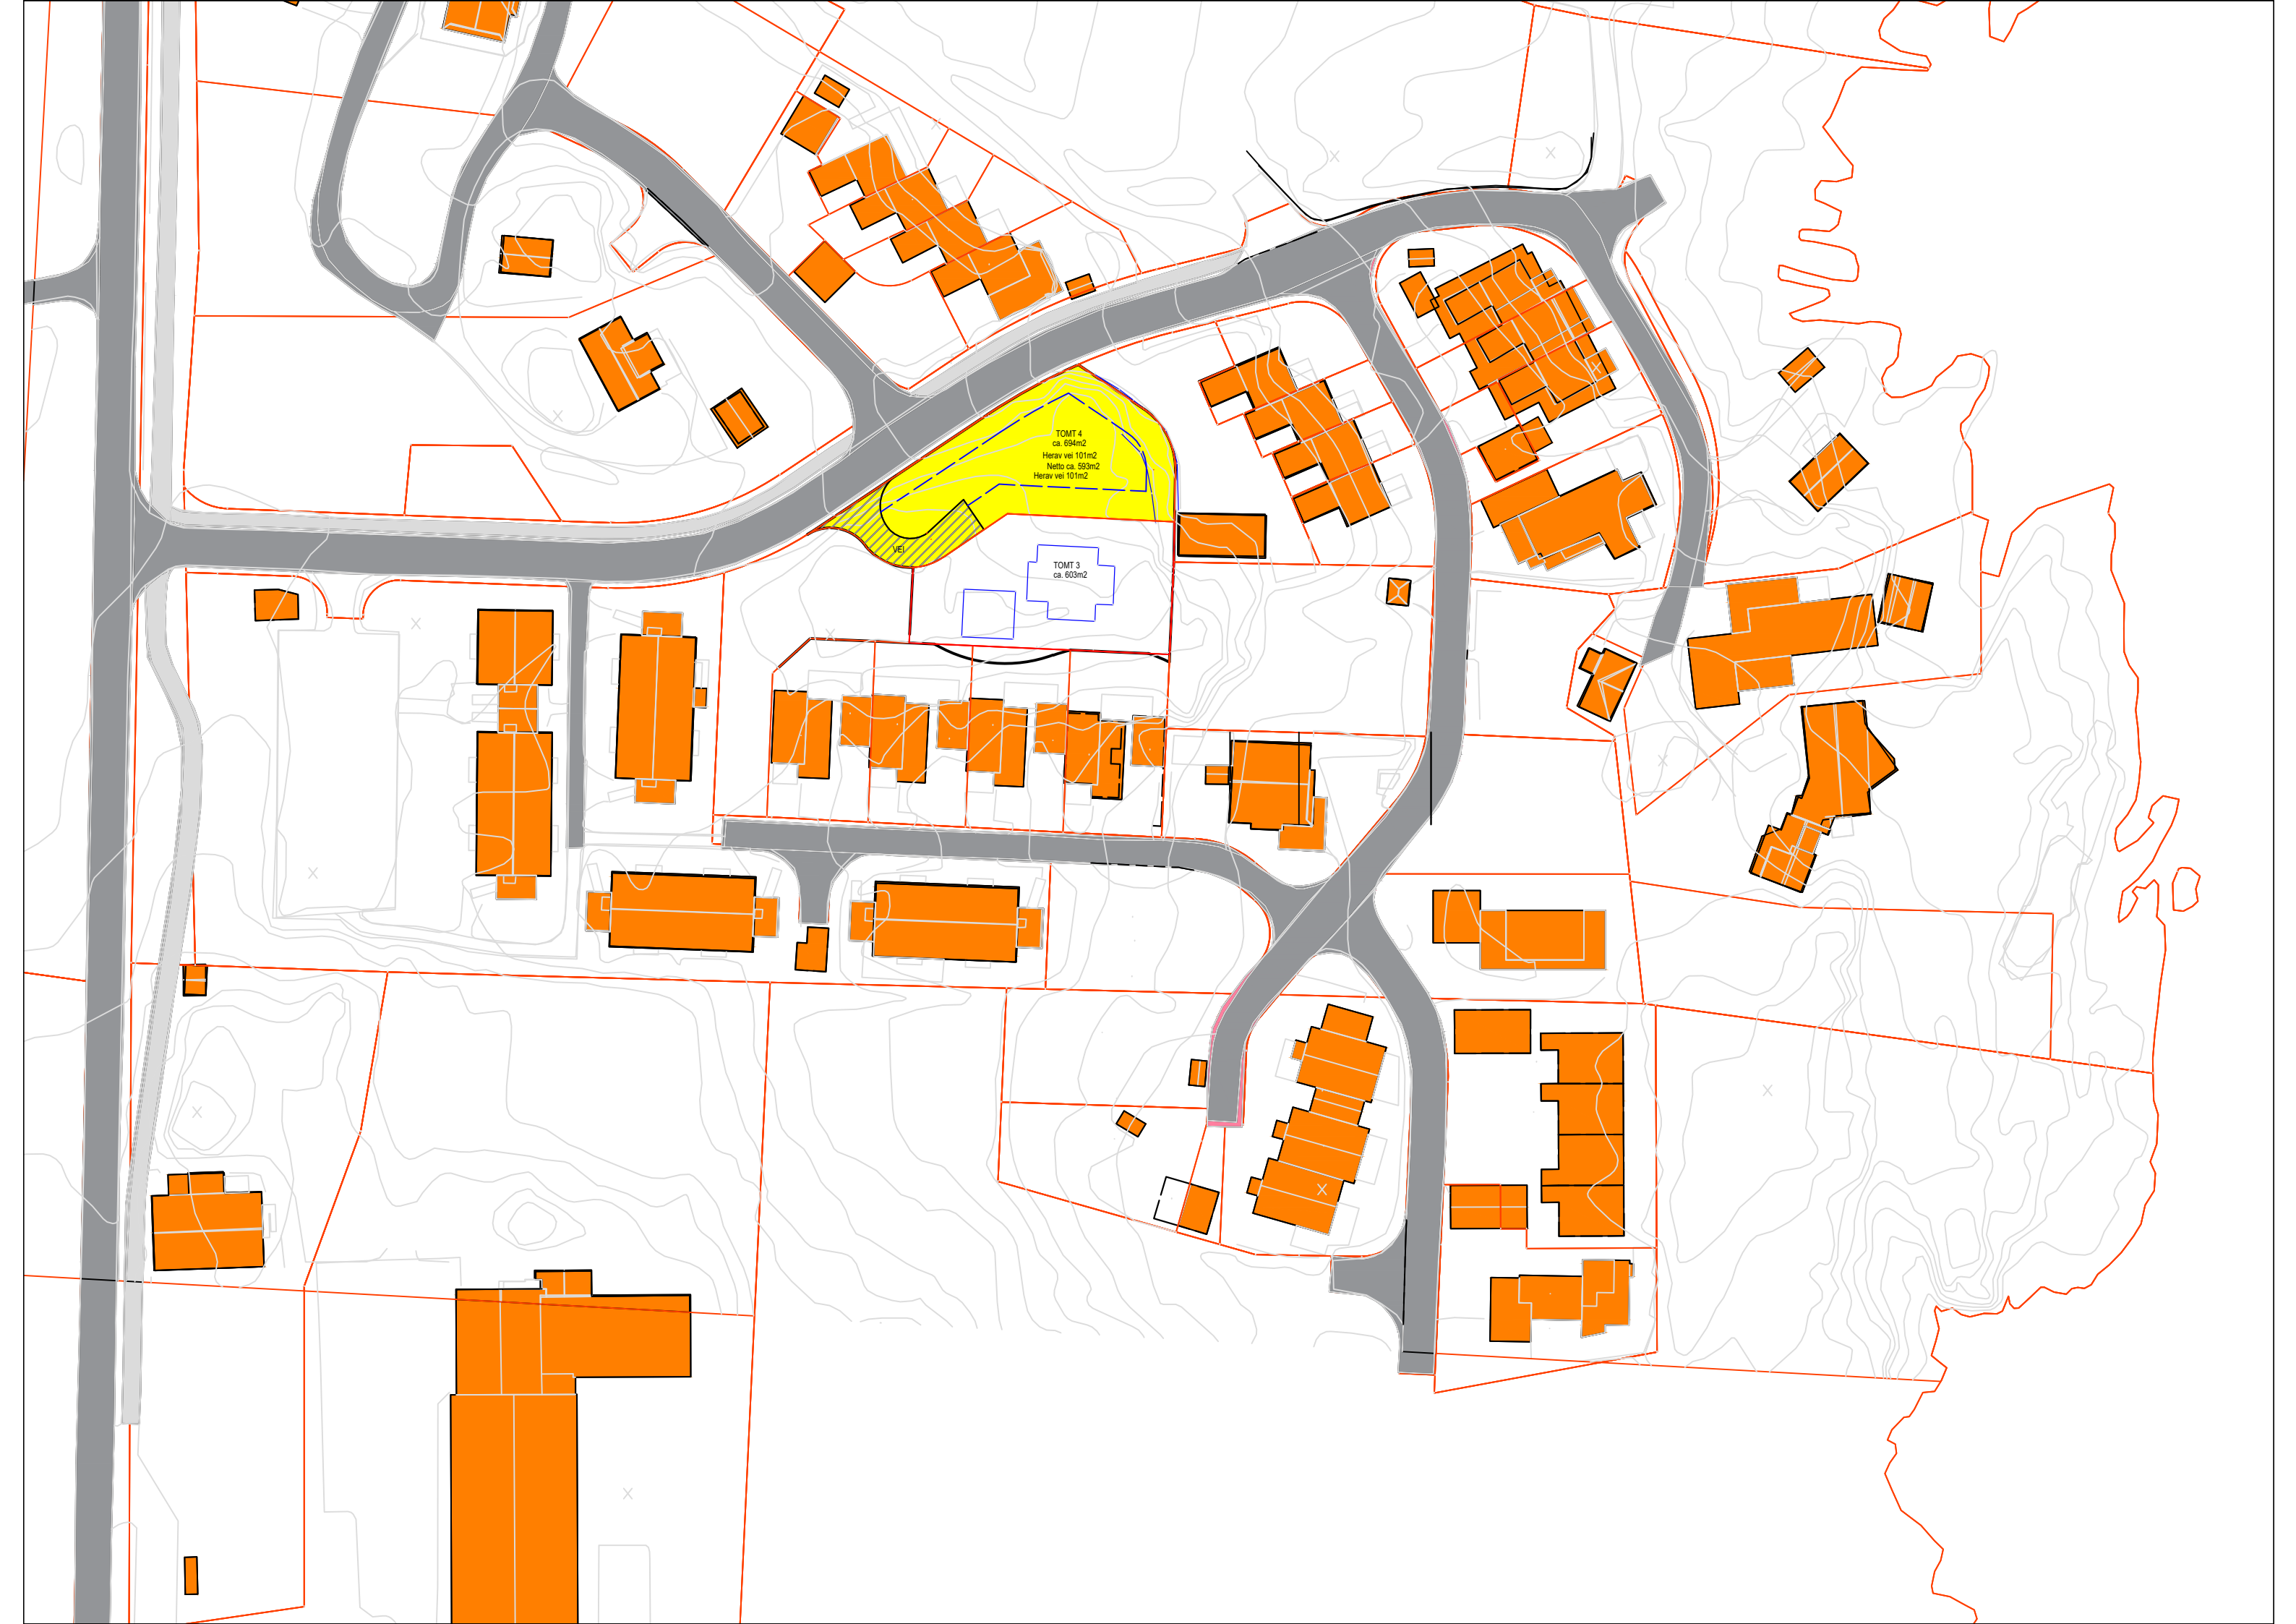 TOMT 4
ca. 694m2
Herav vei 101m2
Netto ca. 593m2
Herav vei 101m2
VEI
TOMT 3
ca. 603m2